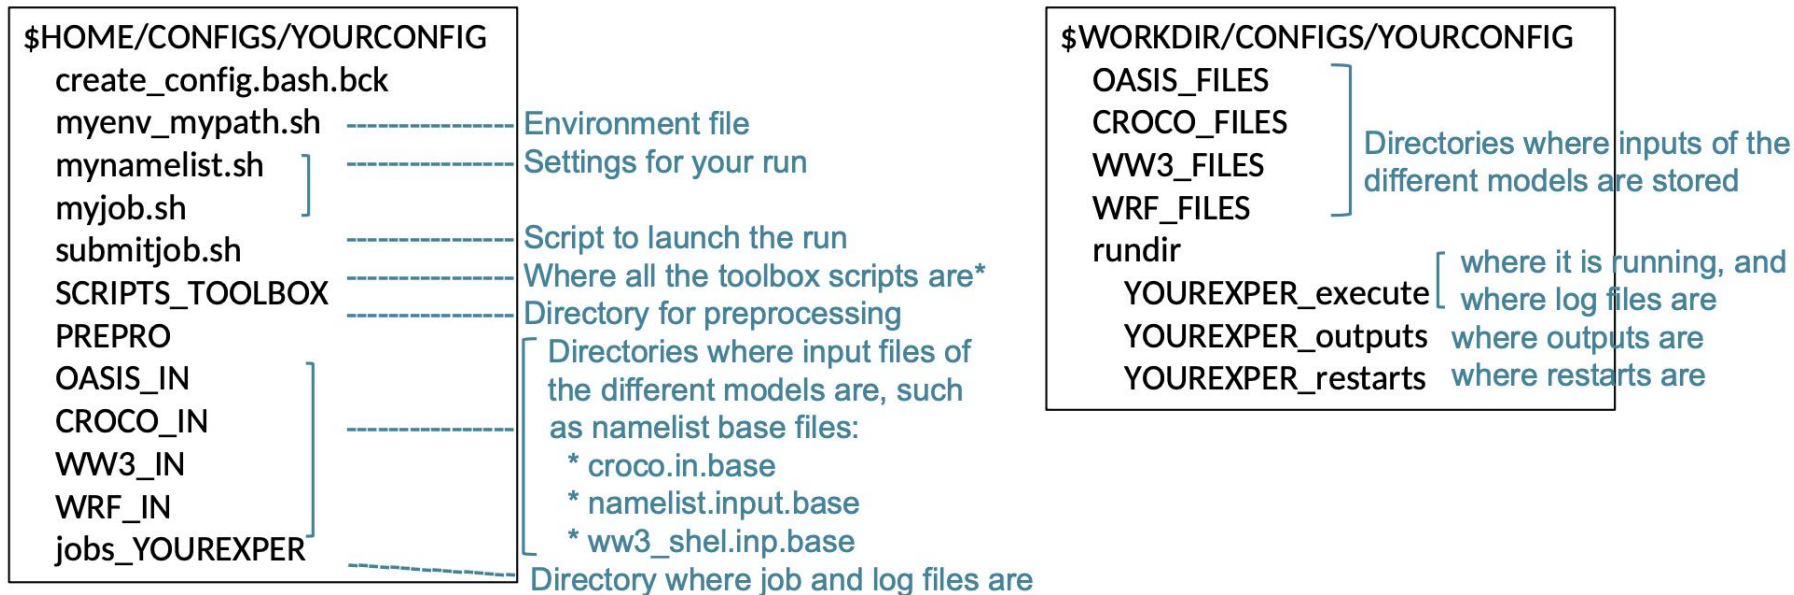 $HOME/CONFIGS/YOURCONFIG
create_config.bash.bck
myenv_mypath.sh
mynamelist.sh
myjob.sh
submitjob.sh
SCRIPTS_TOOLBOX
PREPRO
OASIS_IN
CROCO_IN
WW3_IN
WRF_IN
jobs_YOUREXPER
Environment file
Settings for your run
Script to launch the run
Where all the toolbox scripts are*
Directory for preprocessing
Directories where input files of
the different models are, such
as namelist base files:
* croco.in.base
* namelist.input.base
* ww3_shel.inp.base
Directory where job and log files are
$WORKDIR/CONFIGS/YOURCONFIG
OASIS_FILES
CROCO_FILES
WW3_FILES
WRF_FILES
Directories where inputs of the
different models are stored
rundir
YOUREXPER_execute
where it is running, and
where log files are
YOUREXPER_outputs where outputs are
YOUREXPER_restarts where restarts are